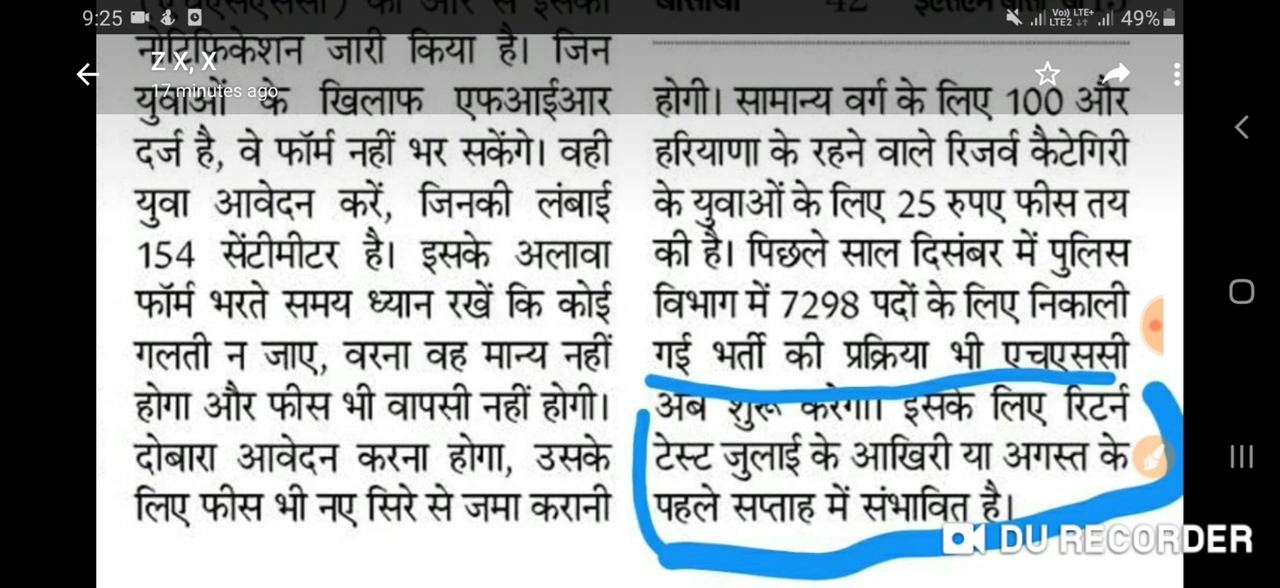 9:25
Vo)) LTE+
LTE2
49%
Z X, X
17 minutes ago
नोटिफिकेशन जारी किया है। जिन
युवाओं के खिलाफ एफआईआर
दर्ज है, वे फॉर्म नहीं भर सकेंगे। वही
युवा आवेदन करें, जिनकी लंबाई
154 सेंटीमीटर है। इसके अलावा
फॉर्म भरते समय ध्यान रखें कि कोई
गलती न जाए, वरना वह मान्य नहीं
होगा और फीस भी वापसी नहीं होगी।
दोबारा आवेदन करना होगा, उसके
लिए फीस भी नए सिरे से जमा करानी
होगी। सामान्य वर्ग के लिए 100 और
हरियाणा के रहने वाले रिजर्व कैटेगिरी
के युवाओं के लिए 25 रुपए फीस तय
की है। पिछले साल दिसंबर में पुलिस
विभाग में 7298 पदों के लिए निकाली
गई भर्ती की प्रक्रिया भी एचएससी
अब शुरू करेगा। इसके लिए रिटर्न
टेस्ट जुलाई के आखिरी या अगस्त के
पहले सप्ताह में संभावित है।
DU RECORDER